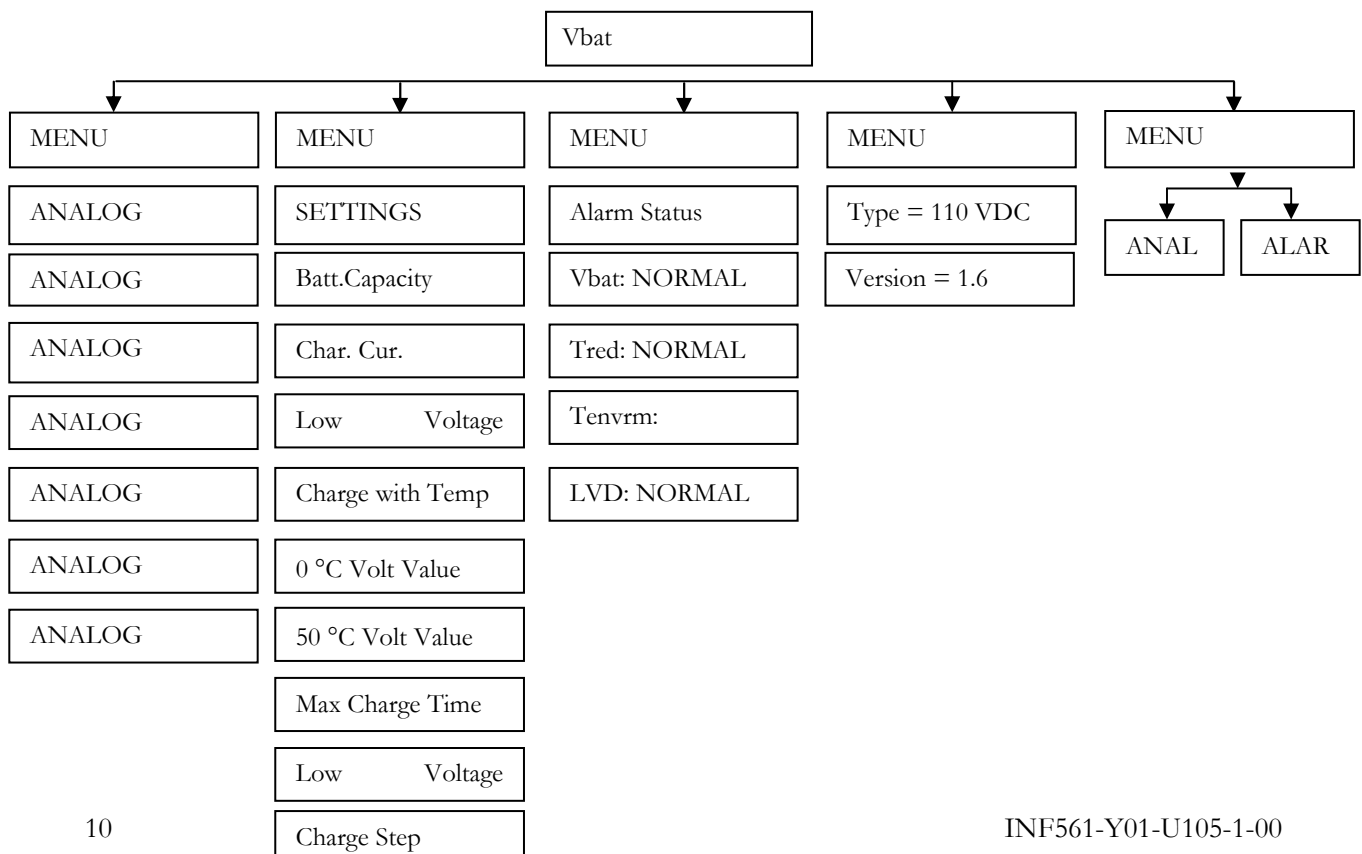 Vbat
MENU
ANALOG
ANALOG
ANALOG
ANALOG
ANALOG
ANALOG
ANALOG
MENU
SETTINGS
Batt.Capacity
Char. Cur.
Low Voltage
Charge with Temp
0 °C Volt Value
50 °C Volt Value
Max Charge Time
Low Voltage
Charge Step
MENU
Alarm Status
Vbat: NORMAL
Tred: NORMAL
Tenvrm:
LVD: NORMAL
MENU
Type = 110 VDC
Version = 1.6
MENU
ANAL
ALAR
10
INF561-Y01-U105-1-00